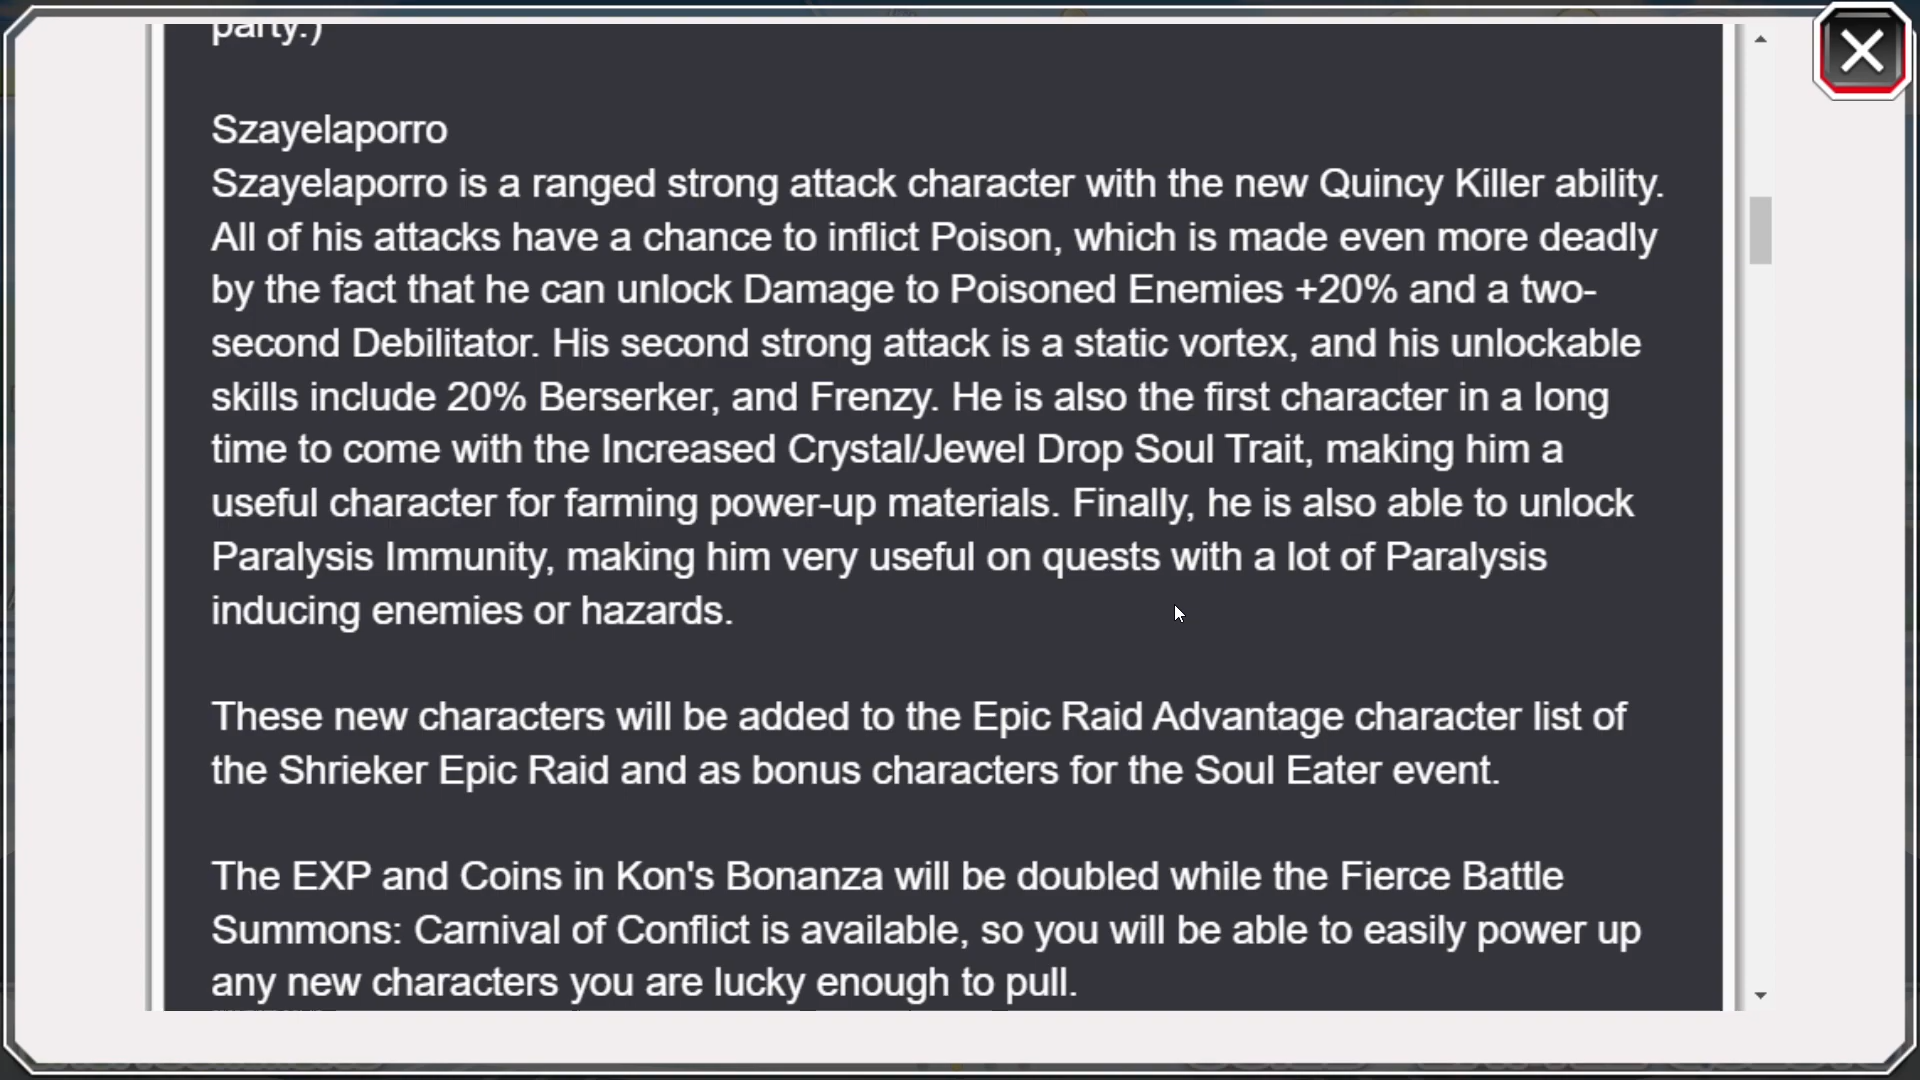 party.)
Szayelaporro
Szayelaporro is a ranged strong attack character with the new Quincy Killer ability.
All of his attacks have a chance to inflict Poison, which is made even more deadly
by the fact that he can unlock Damage to Poisoned Enemies +20% and a two-
second Debilitator. His second strong attack is a static vortex, and his unlockable
skills include 20% Berserker, and Frenzy. He is also the first character in a long
time to come with the Increased Crystal/Jewel Drop Soul Trait, making him a
useful character for farming power-up materials. Finally, he is also able to unlock
Paralysis Immunity, making him very useful on quests with a lot of Paralysis
inducing enemies or hazards.
These new characters will be added to the Epic Raid Advantage character list of
the Shrieker Epic Raid and as bonus characters for the Soul Eater event.
The EXP and Coins in Kon's Bonanza will be doubled while the Fierce Battle
Summons: Carnival of Conflict is available, so you will be able to easily power up
any new characters you are lucky enough to pull.